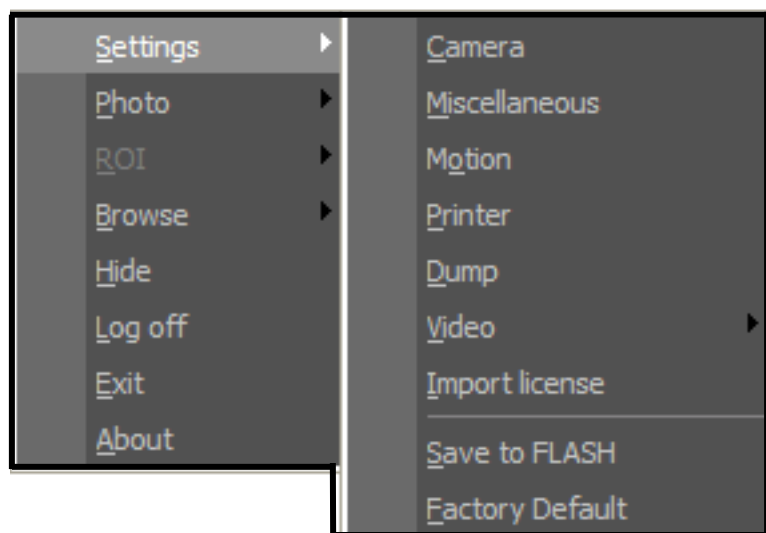 Settings
Photo
ROI
Browse
Hide
Log off
Exit
About
Camera
Miscellaneous
Motion
Printer
Dump
Video
Import license
Save to FLASH
Factory Default